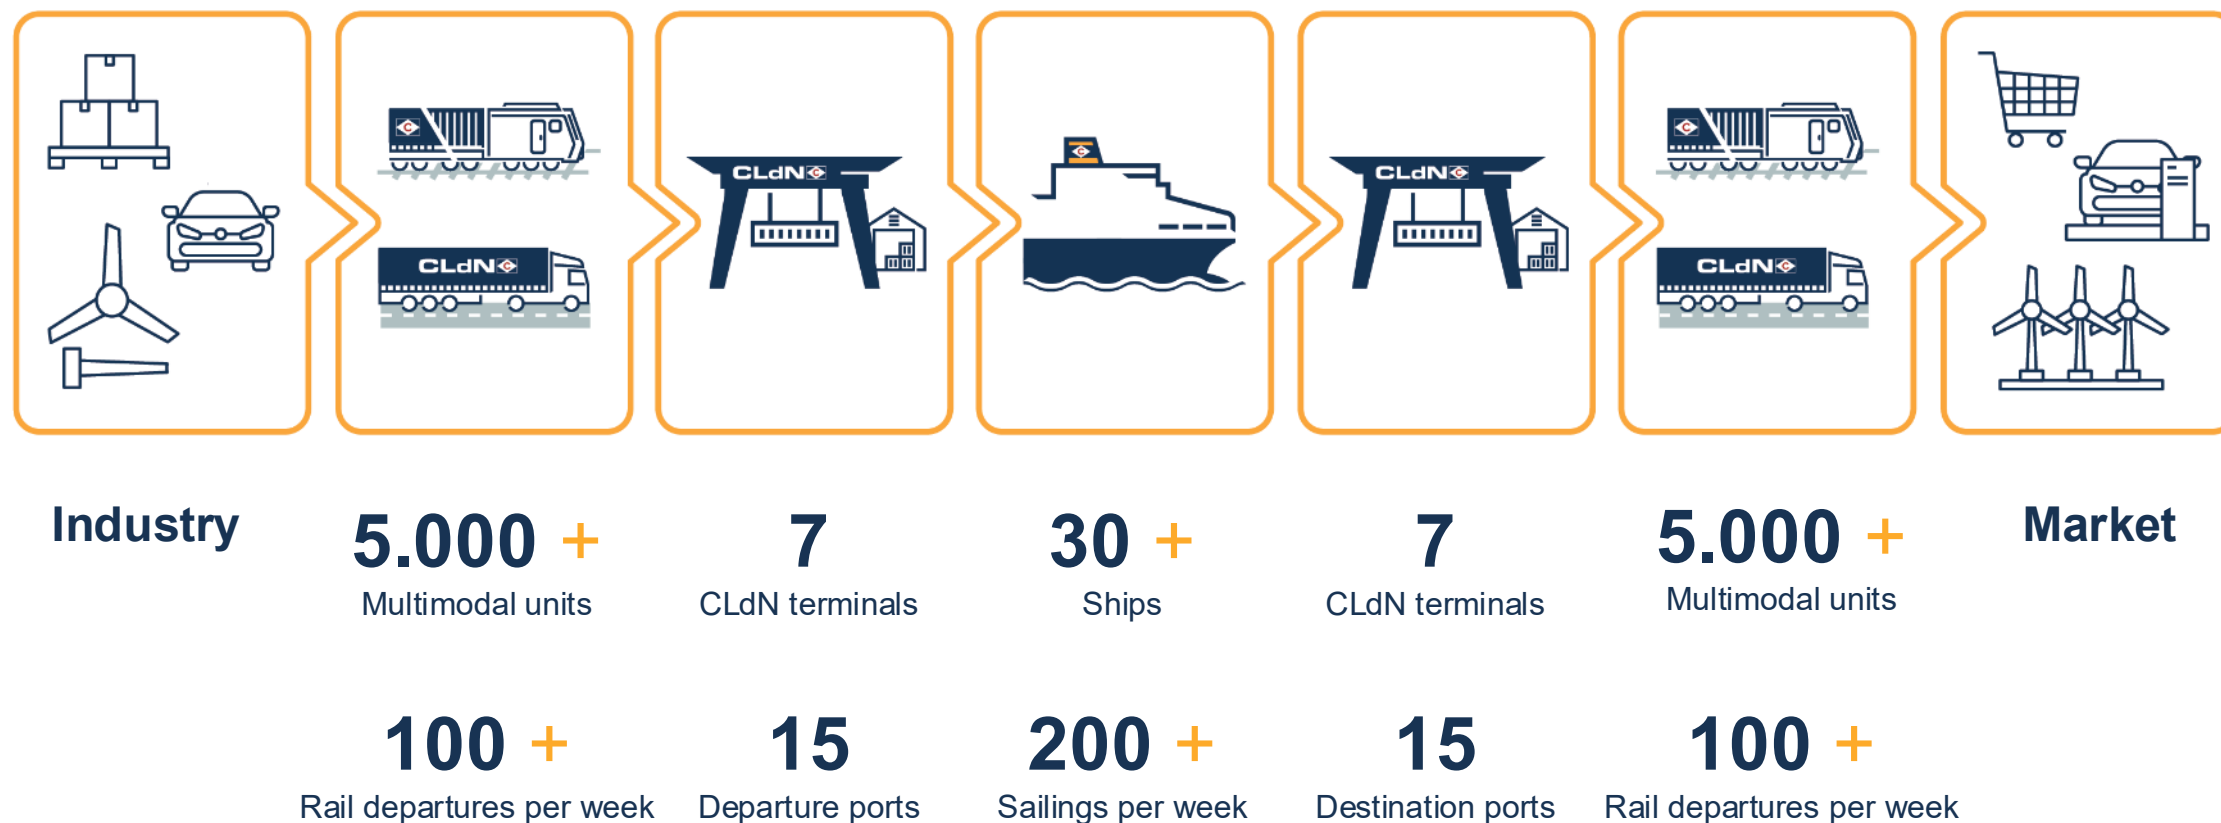 CLdN
CLdN
CLdN
CLdN
Industry
5.000 +
Multimodal units
7
CLdN terminals
30 +
Ships
7
CLdN terminals
5.000 +
Multimodal units
Market
100 +
Rail departures per week
15
Departure ports
200 +
Sailings per week
15
Destination ports
100 +
Rail departures per week